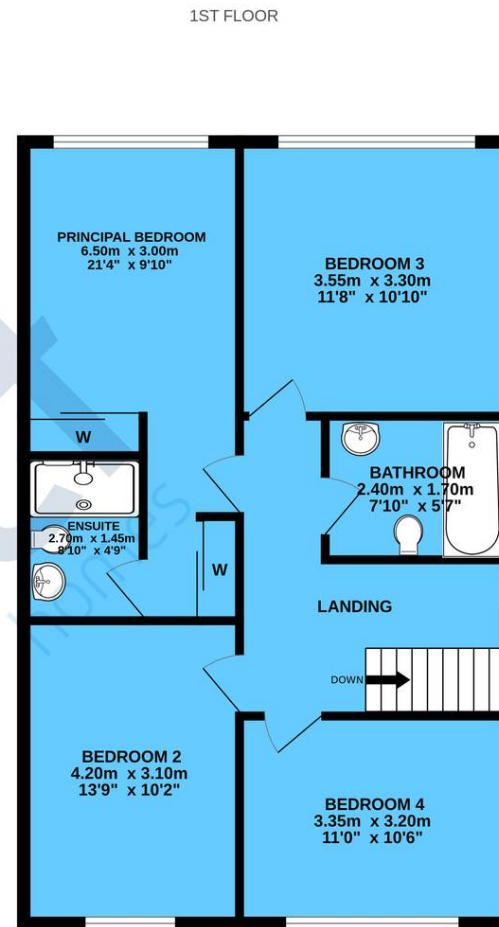 1ST FLOOR
PRINCIPAL BEDROOM
6.50m x 3.00m
21'4" x 9'10"
BEDROOM 3
3.55m x 3.30m
11'8" x 10'10"
W
BATHROOM
2.40m x 1.70m
7'10" x 5'7"
ENSUITE
2.70m x 1.45m
8'10" x 4'9"
W
LANDING
DOWN
BEDROOM 2
4.20m x 3.10m
13'9" x 10'2"
BEDROOM 4
3.35m x 3.20m
11'0" x 10'6"
homes